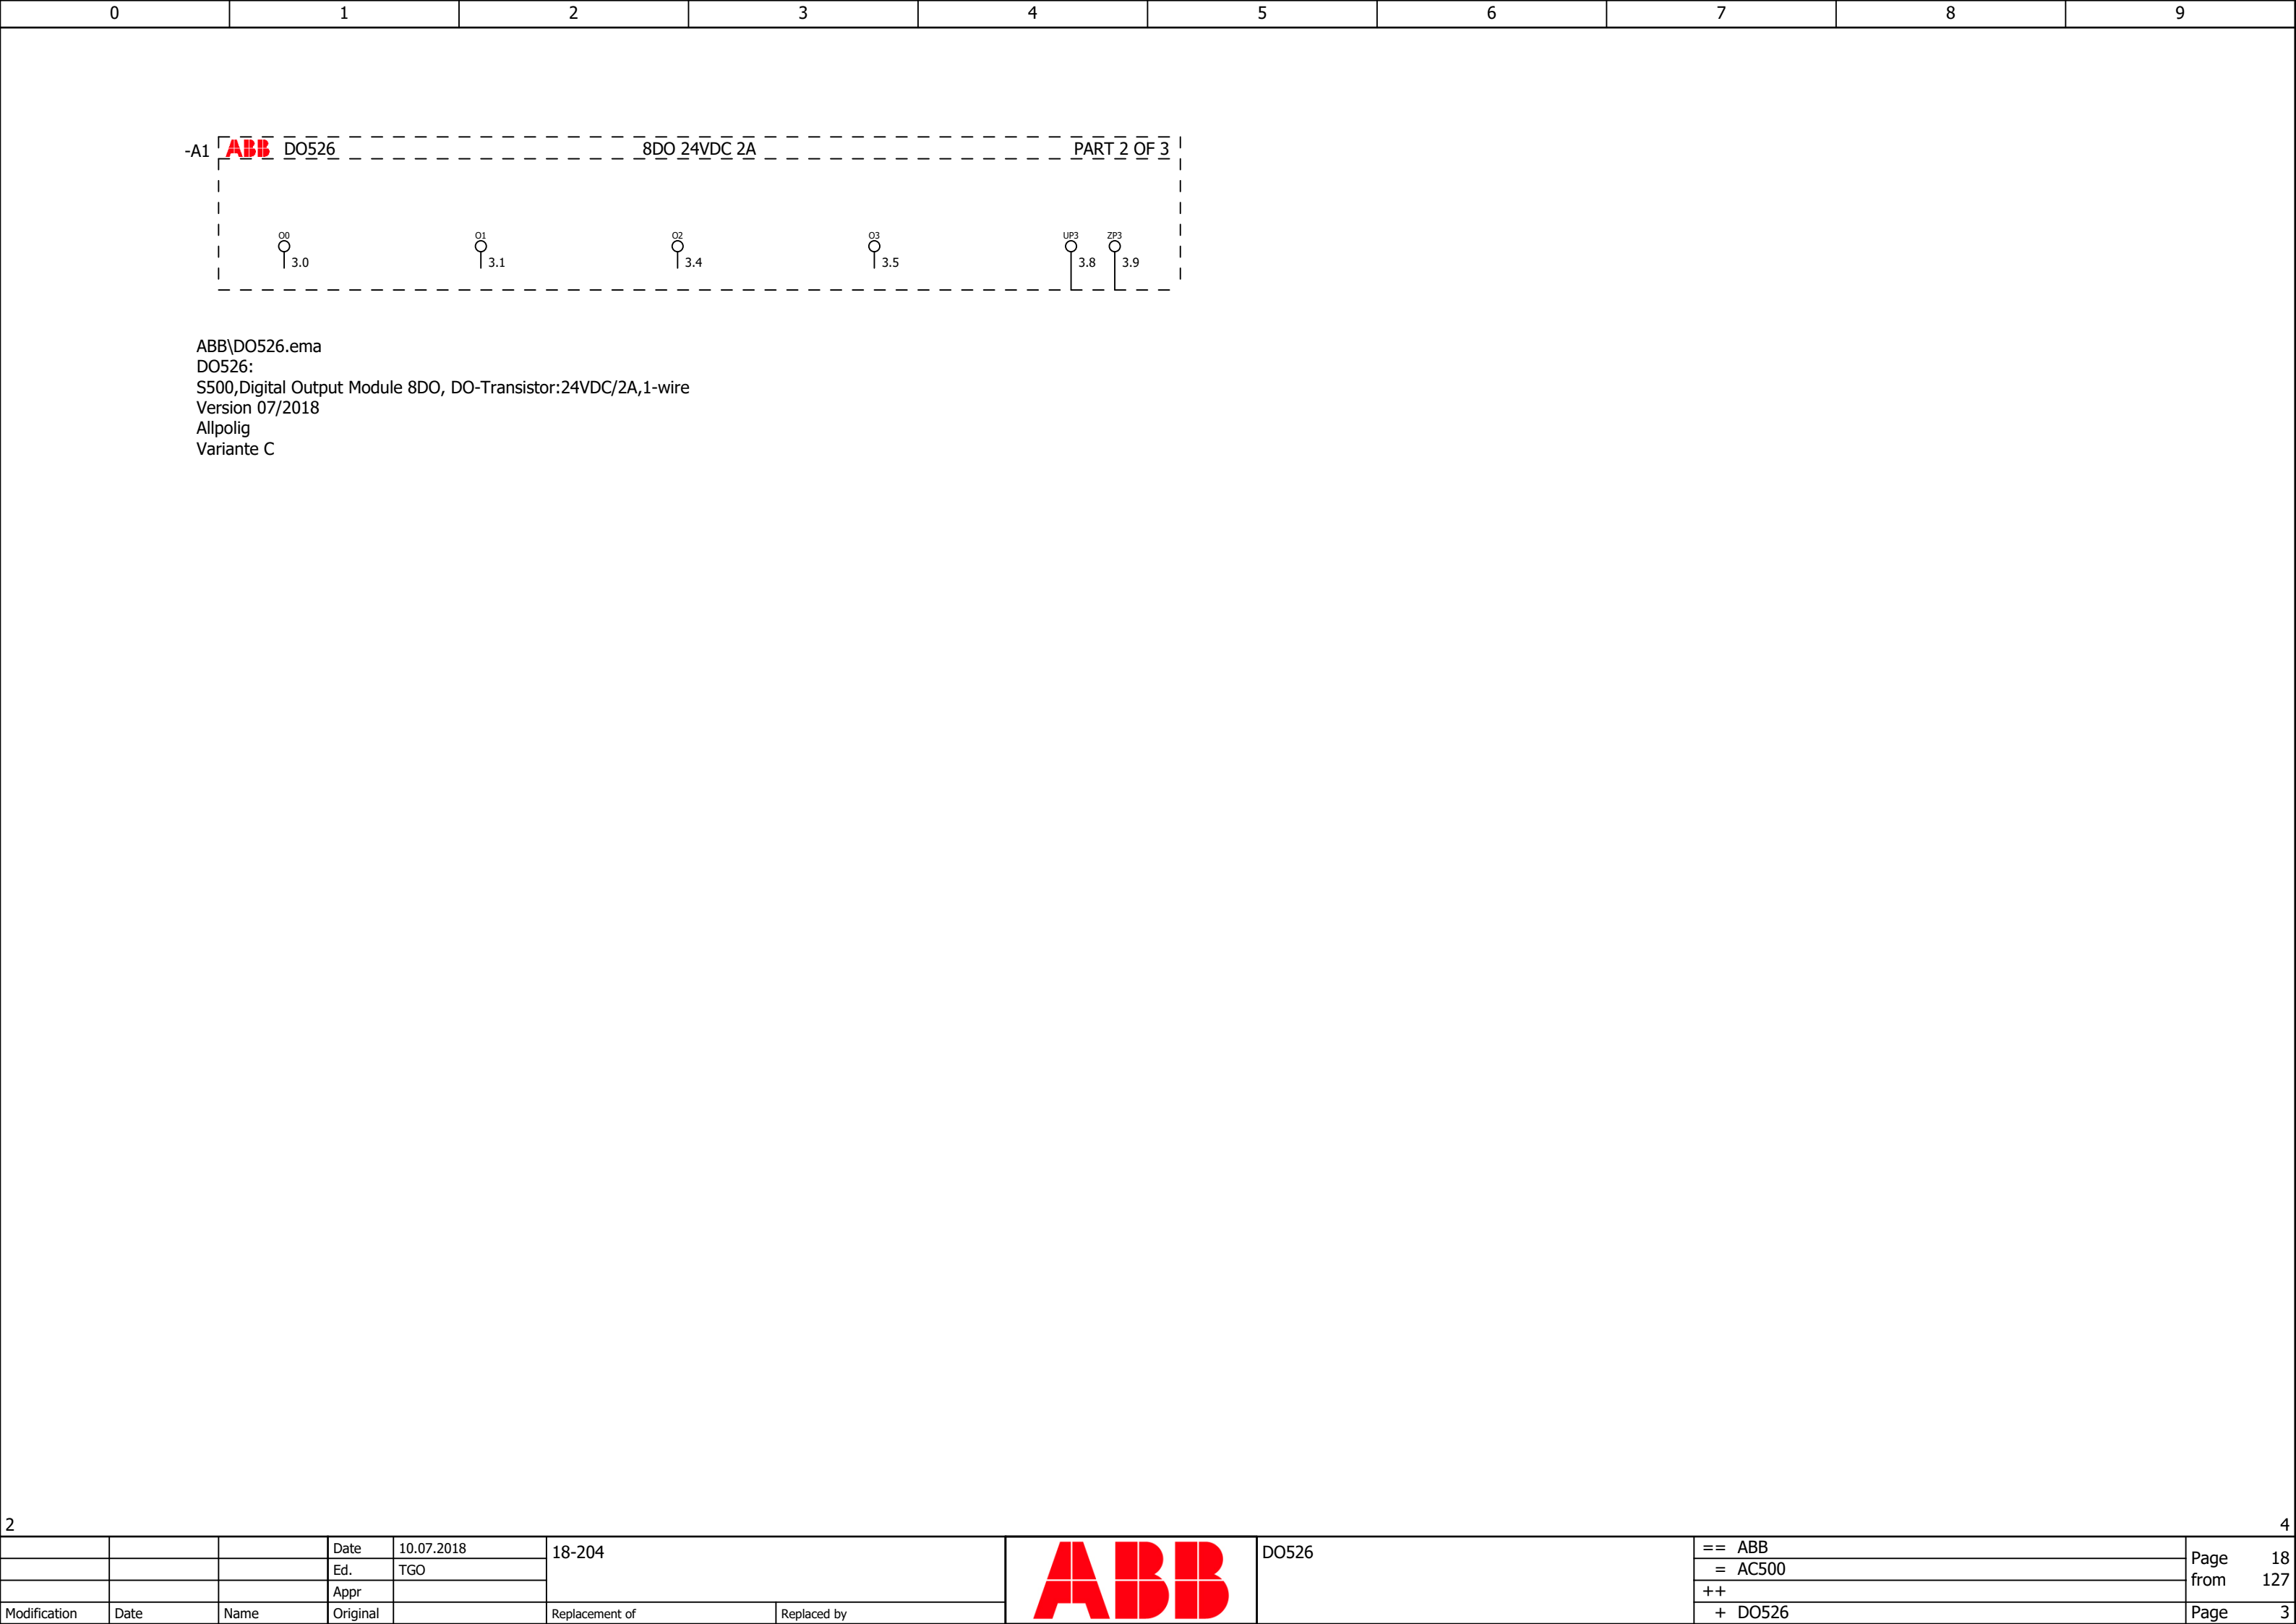 0 1 2 3 4 5 6 7 8 9
-A1 ABB DO526 8DO 24VDC 2A PART 2 OF 3
O0 O1 O2 O3 UP3 ZP3
3.0 3.1 3.4 3.5 3.8 3.9
ABB\DO526.ema
DO526:
S500,Digital Output Module 8DO, DO-Transistor:24VDC/2A,1-wire
Version 07/2018
Allpolig
Variante C
2 4
Date 10.07.2018 18-204 ABB DO526 == ABB Page 18
Ed. TGO = AC500 from 127
Appr ++
Modification Date Name Original Replacement of Replaced by + DO526 Page 3